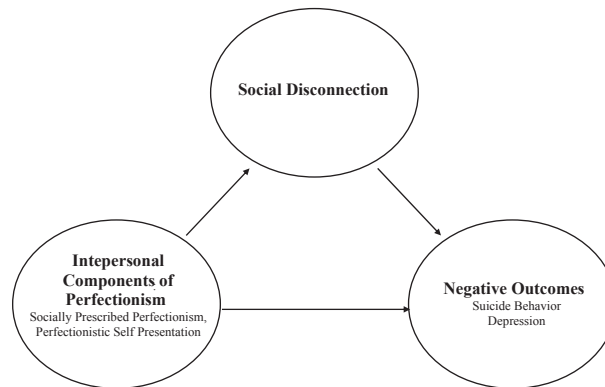 Social Disconnection
Intepersonal
Components of
Perfectionism
Socially Prescribed Perfectionism,
Perfectionistic Self Presentation
Negative Outcomes
Suicide Behavior
Depression